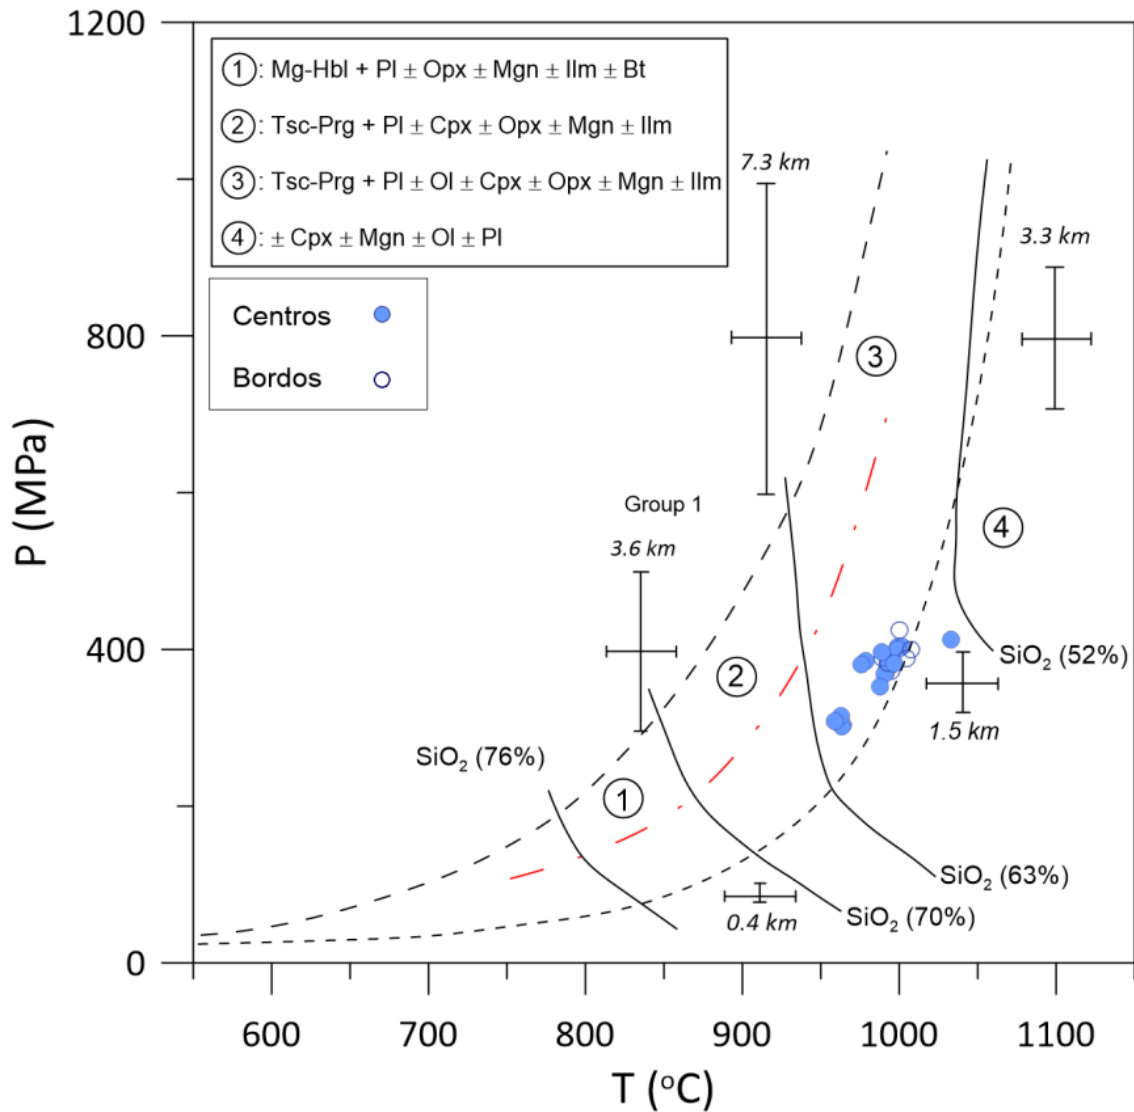 1200
①: Mg-Hbl + Pl ± Opx ± Mgn ± Ilm ± Bt
②: Tsc-Prg + Pl ± Cpx ± Opx ± Mgn ± Ilm
③: Tsc-Prg + Pl ± Ol ± Cpx ± Opx ± Mgn ± Ilm
④: ± Cpx ± Mgn ± Ol ± Pl
7.3 km
3.3 km
Centros
Bordos
800
③
P (MPa)
Group 1
3.6 km
④
400
SiO₂ (52%)
②
1.5 km
SiO₂ (76%)
①
SiO₂ (63%)
SiO₂ (70%)
0.4 km
0
600 700 800 900 1000 1100
T (°C)